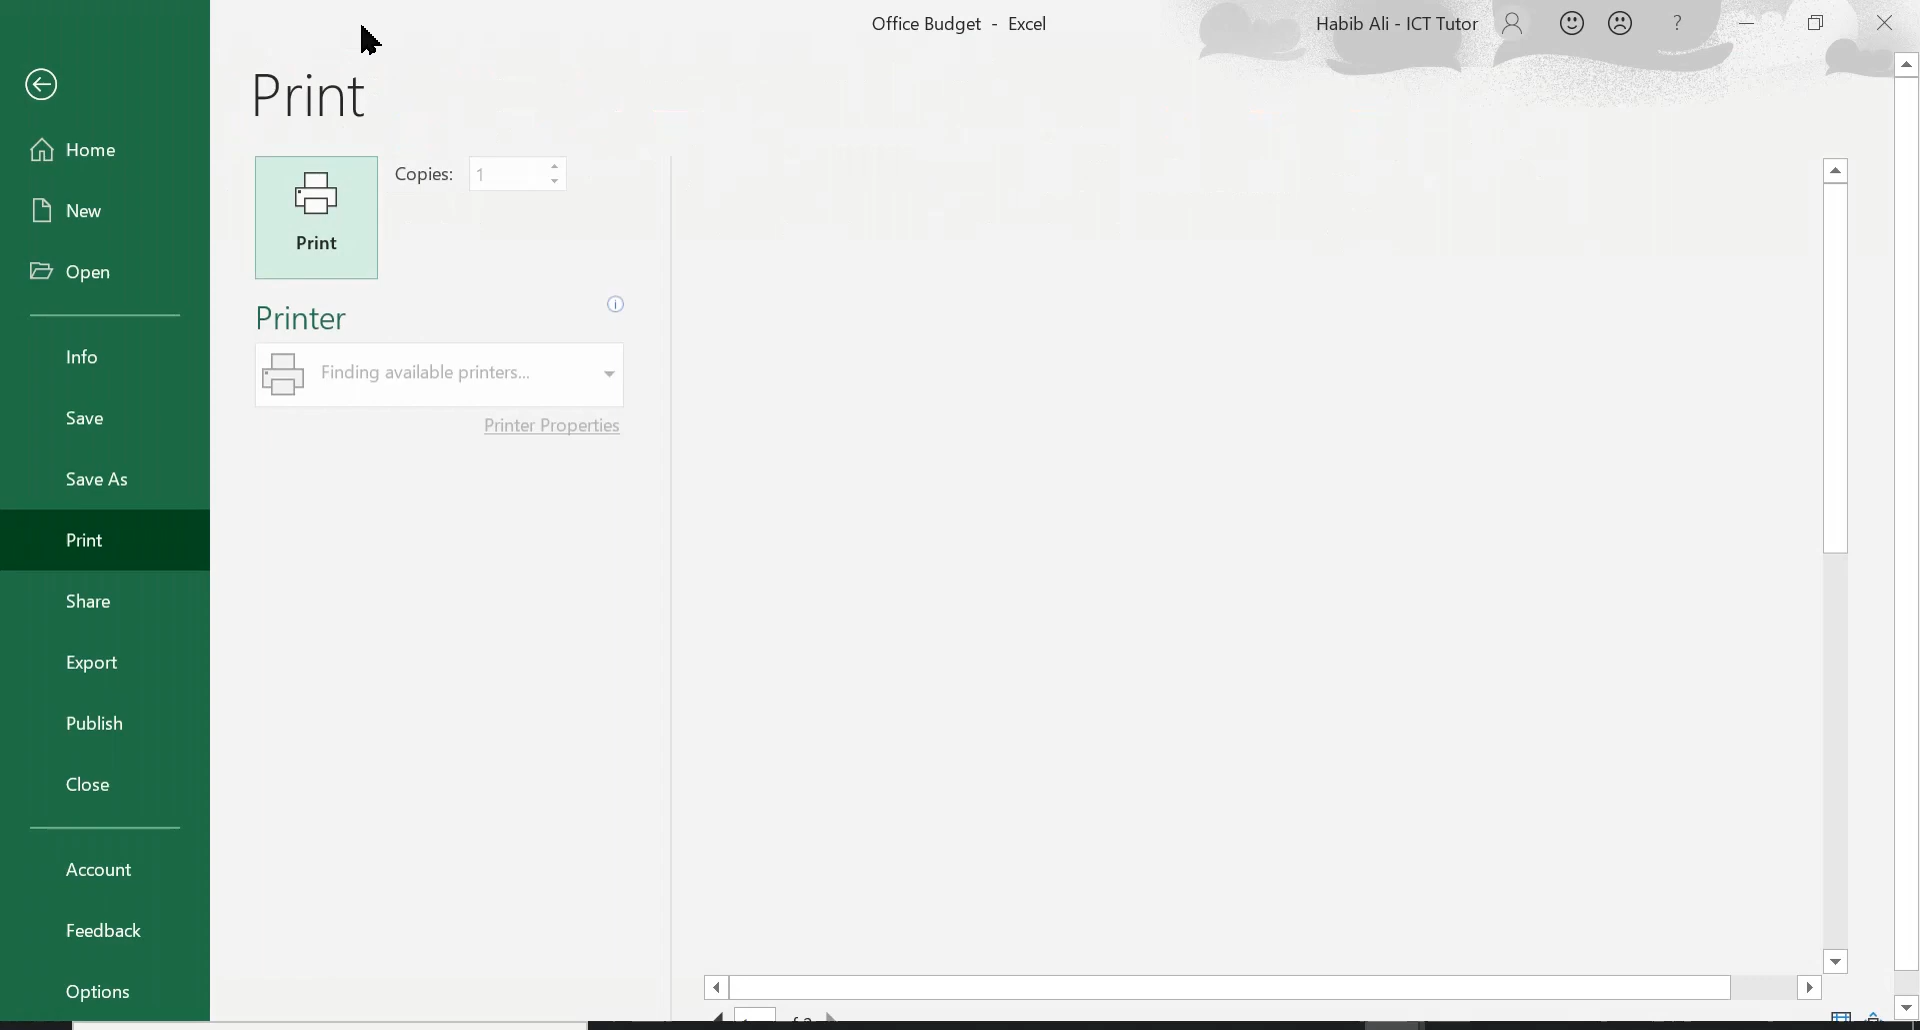 Office Budget - Excel
Habib Ali - ICT Tutor
?
Print
Home
New
Open
Info
Save
Save As
Print
Share
Export
Publish
Close
Account
Feedback
Options
Print
Copies: 1
Printer
Finding available printers...
Printer Properties